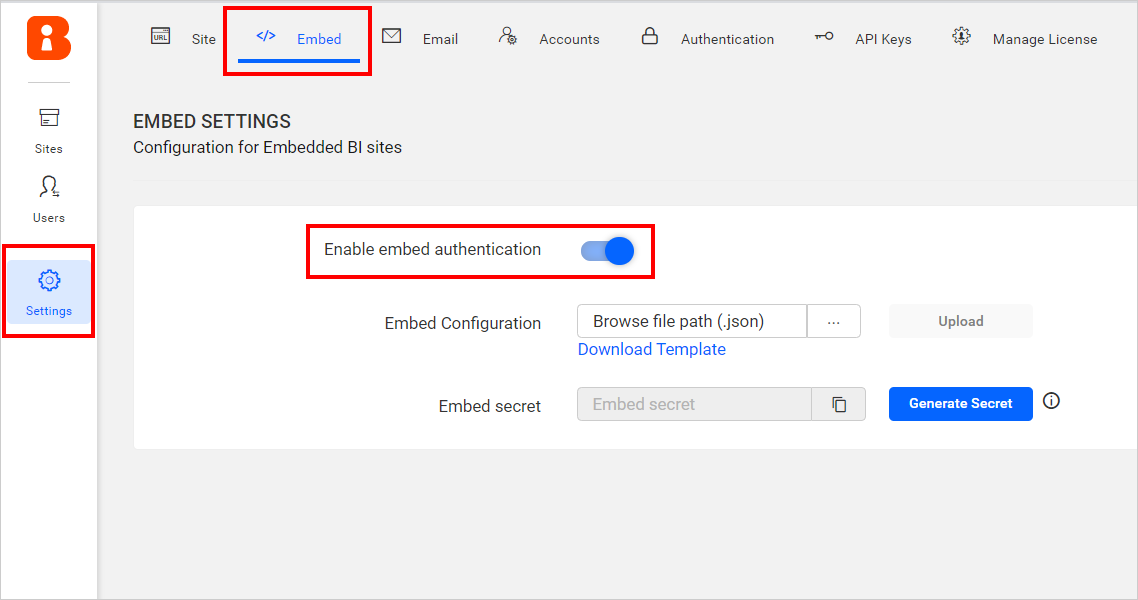 URL Site </> Embed Email Accounts Authentication API Keys Manage License
Sites
Users
Settings
EMBED SETTINGS
Configuration for Embedded BI sites
Enable embed authentication
Embed Configuration Browse file path (.json) ... Upload
Download Template
Embed secret Embed secret Generate Secret